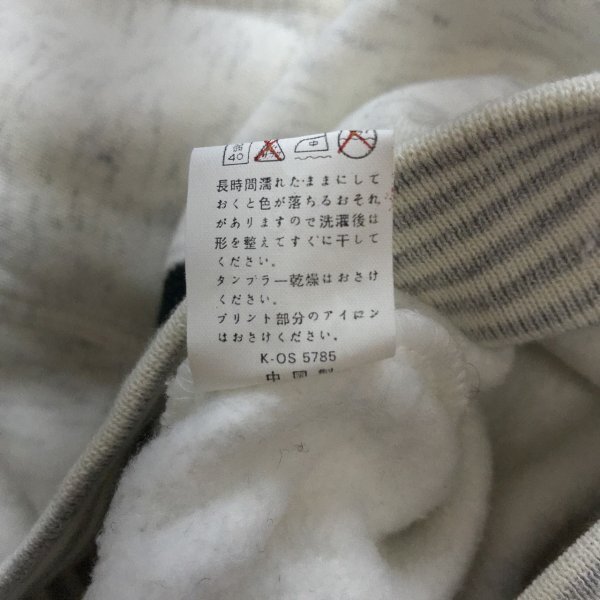 40
中
長時間濡れたままにして
おくと色が落ちるおそれ
がありますので洗濯後は
形を整えてすぐに干して
ください。
タンブラー乾燥はおさけ
ください。
プリント部分のアイロン
はおさけください。
K-OS 5785
中国製